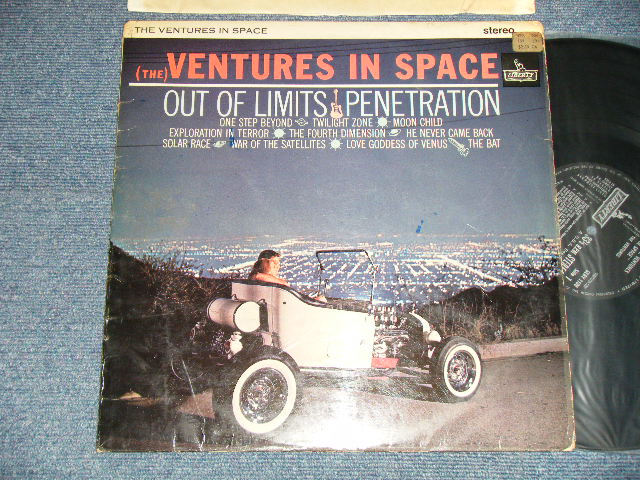 THE VENTURES IN SPACE
stereo
(THE) VENTURES IN SPACE
LIBERTY
OUT OF LIMITS PENETRATION
ONE STEP BEYOND TWILIGHT ZONE MOON CHILD
EXPLORATION IN TERROR THE FOURTH DIMENSION HE NEVER CAME BACK
SOLAR RACE WAR OF THE SATELLITES LOVE GODDESS OF VENUS THE BAT
LIBERTY